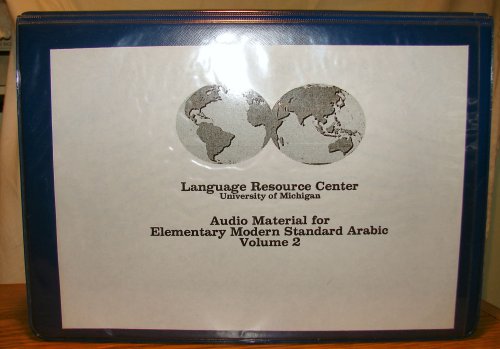 Language Resource Center
University of Michigan
Audio Material for
Elementary Modern Standard Arabic
Volume 2